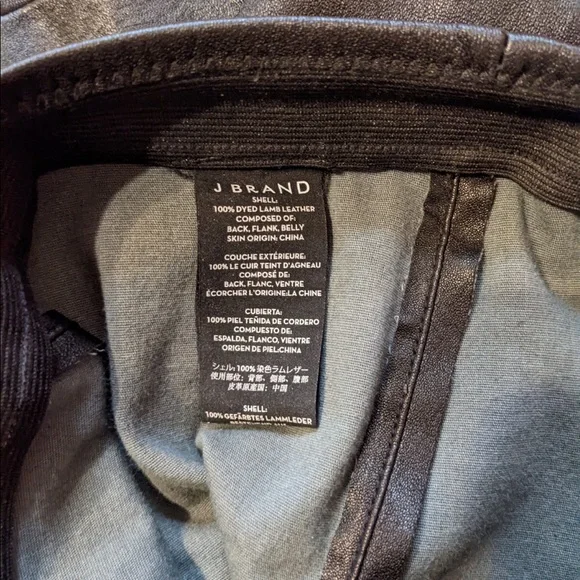 J BRAND
SHELL:
100% DYED LAMB LEATHER
COMPOSED OF:
BACK, FLANK, BELLY
SKIN ORIGIN: CHINA
COUCHE EXTÉRIEURE:
100% LE CUIR TEINT D'AGNEAU
COMPOSÉ DE:
BACK, FLANC, VENTRE
ÉCORCHER L'ORIGINE:LA CHINE
CUBIERTA:
100% PIEL TEÑIDA DE CORDERO
COMPUESTO DE:
ESPALDA, FLANCO, VIENTRE
ORIGEN DE PIEL:CHINA
シェル: 100% 染色ラムレザー
使用部位: 背部、側部、腹部
皮革原産国: 中国
SHELL:
100% GEFÄRBTES LAMMLEDER